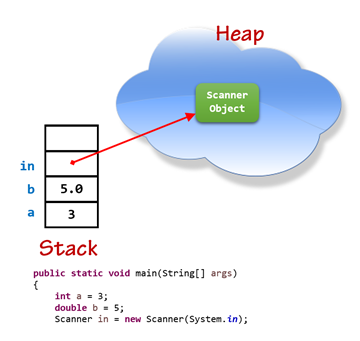 Heap
Scanner
Object
in
b 5.0
a 3
Stack
public static void main(String[] args)
{
int a = 3;
double b = 5;
Scanner in = new Scanner(System.in);